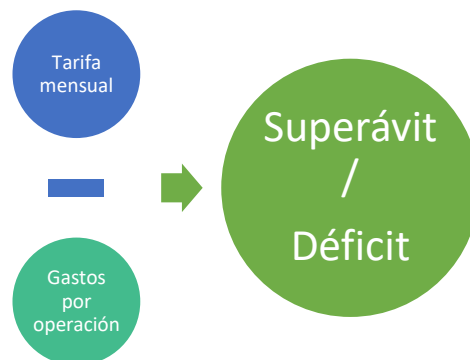 Tarifa
mensual
Gastos
por
operación
Superávit
/
Déficit